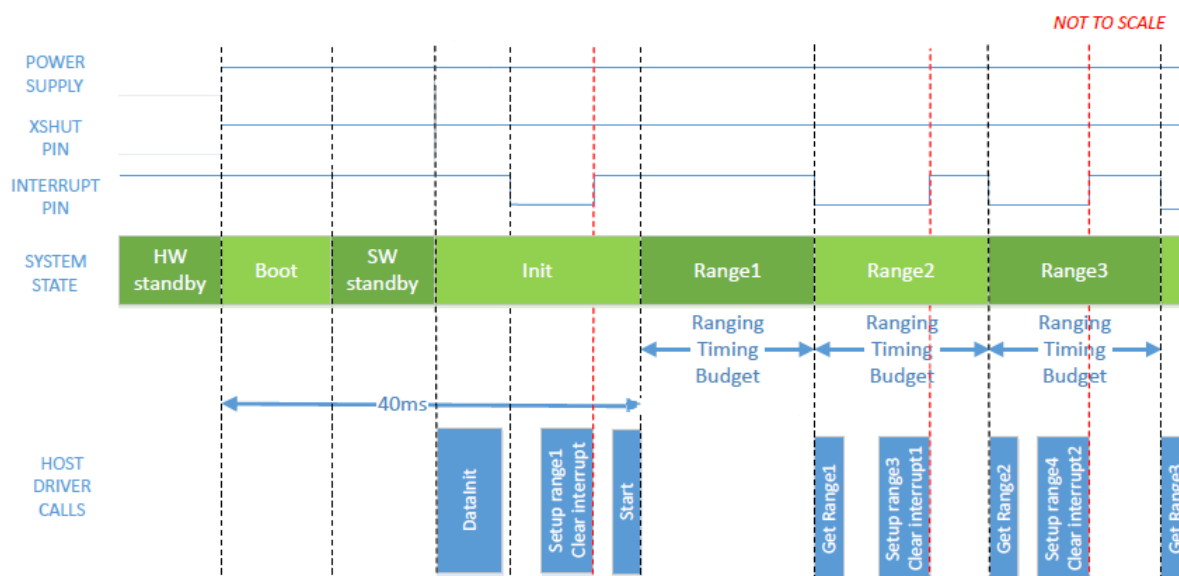 NOT TO SCALE
POWER
SUPPLY
XSHUT
PIN
INTERRUPT
PIN
SYSTEM
STATE
HW
standby
Boot
SW
standby
Init
Range1
Range2
Range3
Ranging
Timing
Budget
Ranging
Timing
Budget
Ranging
Timing
Budget
40ms
HOST
DRIVER
CALLS
DataInit
Setup range1
Clear interrupt
Start
Get Range1
Setup range3
Clear interrupt1
Get Range2
Setup range4
Clear interrupt2
Get Range3